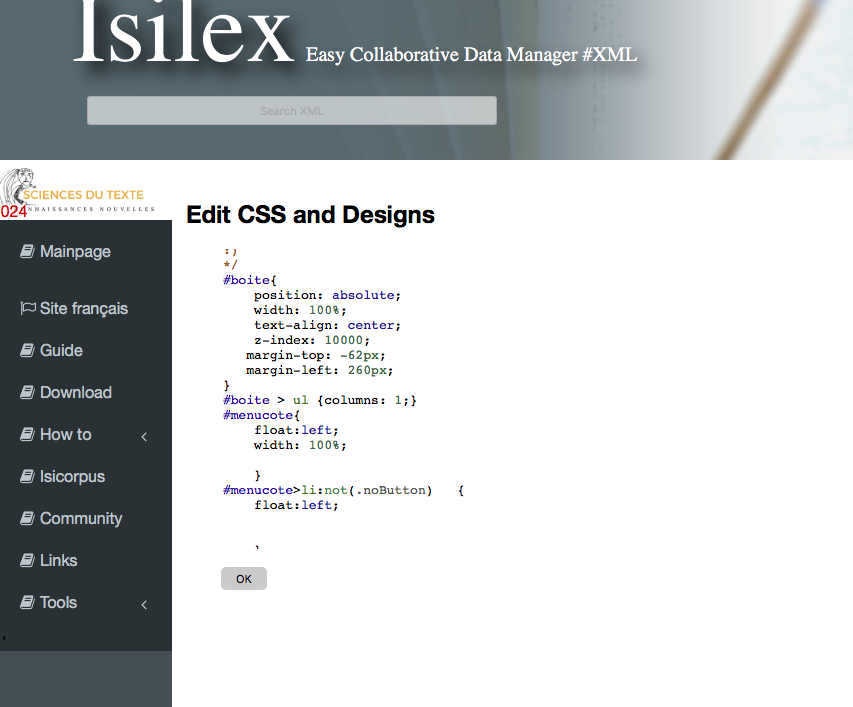 Isilex Easy Collaborative Data Manager #XML
Search XML
SCIENCES DU TEXTE
024
NNAISSANCES NOUVELLES
Mainpage
Site français
Guide
Download
How to
Isicorpus
Community
Links
Tools
,
Edit CSS and Designs
:)
*/
#boite{
    position: absolute;
    width: 100%;
    text-align: center;
    z-index: 10000;
   margin-top: -62px;
   margin-left: 260px;
}
#boite > ul {columns: 1;}
#menucote{
    float:left;
    width: 100%;
    }
#menucote>li:not(.noButton)   {
    float:left;
OK